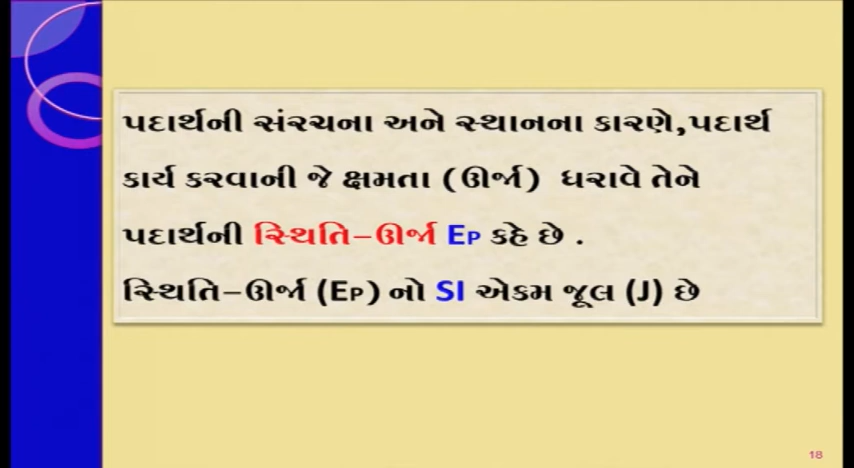 પદાર્થની સંરચના અને સ્થાનના કારણે,પદાર્થ
કાર્ય કરવાની જે ક્ષમતા (ઊર્જા) ધરાવે તેને
પદાર્થની સ્થિતિ–ઊર્જા EP કહે છે .
સ્થિતિ–ઊર્જા (EP) નો SI એકમ જૂલ (J) છે
18